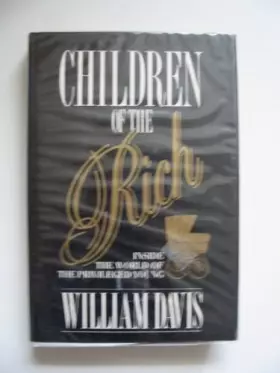 CHILDREN
OF THE
Rich
INSIDE
THE WORLD OF
THE PRIVILEGED YOUNG
WILLIAM DAVIS